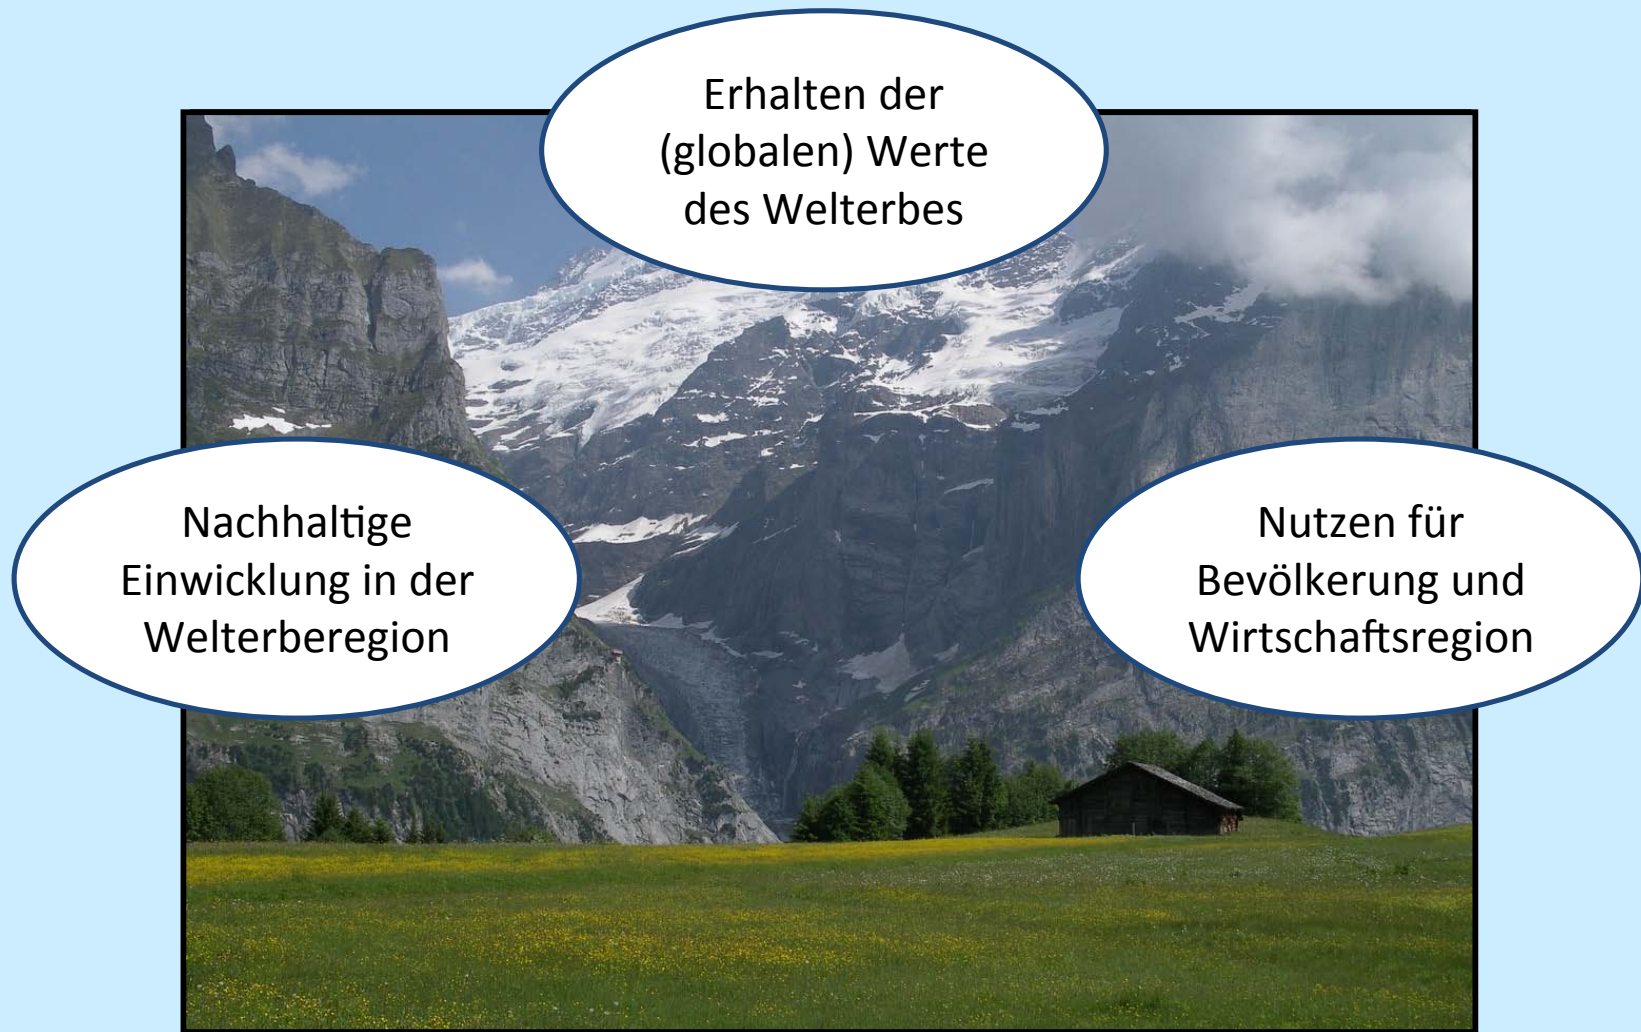 Erhalten der
(globalen) Werte
des Welterbes
Nachhaltige
Einwicklung in der
Welterberegion
Nutzen für
Bevölkerung und
Wirtschaftsregion